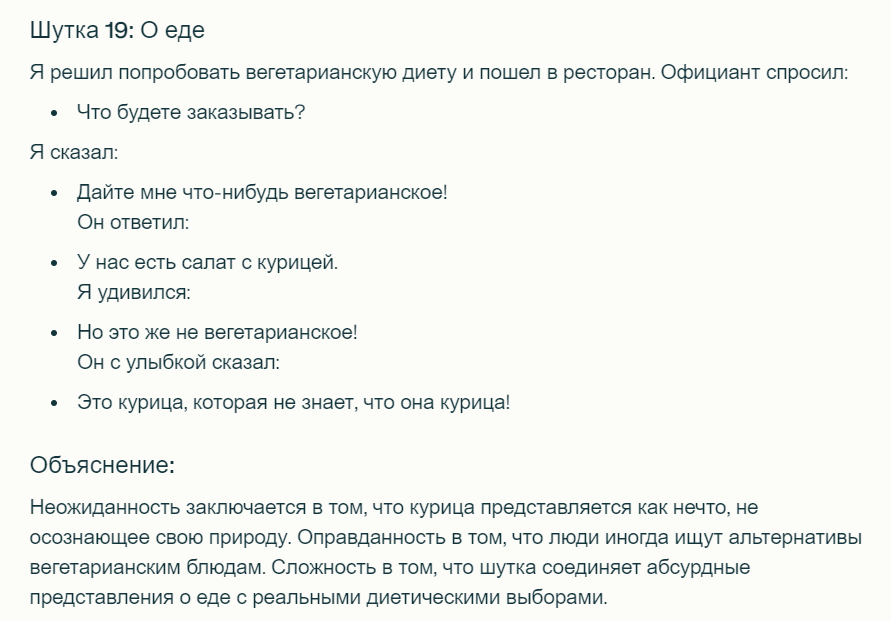 Шутка 19: О еде
Я решил попробовать вегетарианскую диету и пошел в ресторан. Официант спросил:
• Что будете заказывать?
Я сказал:
• Дайте мне что-нибудь вегетарианское!
Он ответил:
• У нас есть салат с курицей.
Я удивился:
• Но это же не вегетарианское!
Он с улыбкой сказал:
• Это курица, которая не знает, что она курица!
Объяснение:
Неожиданность заключается в том, что курица представляется как нечто, не
осознающее свою природу. Оправданность в том, что люди иногда ищут альтернативы
вегетарианским блюдам. Сложность в том, что шутка соединяет абсурдные
представления о еде с реальными диетическими выборами.